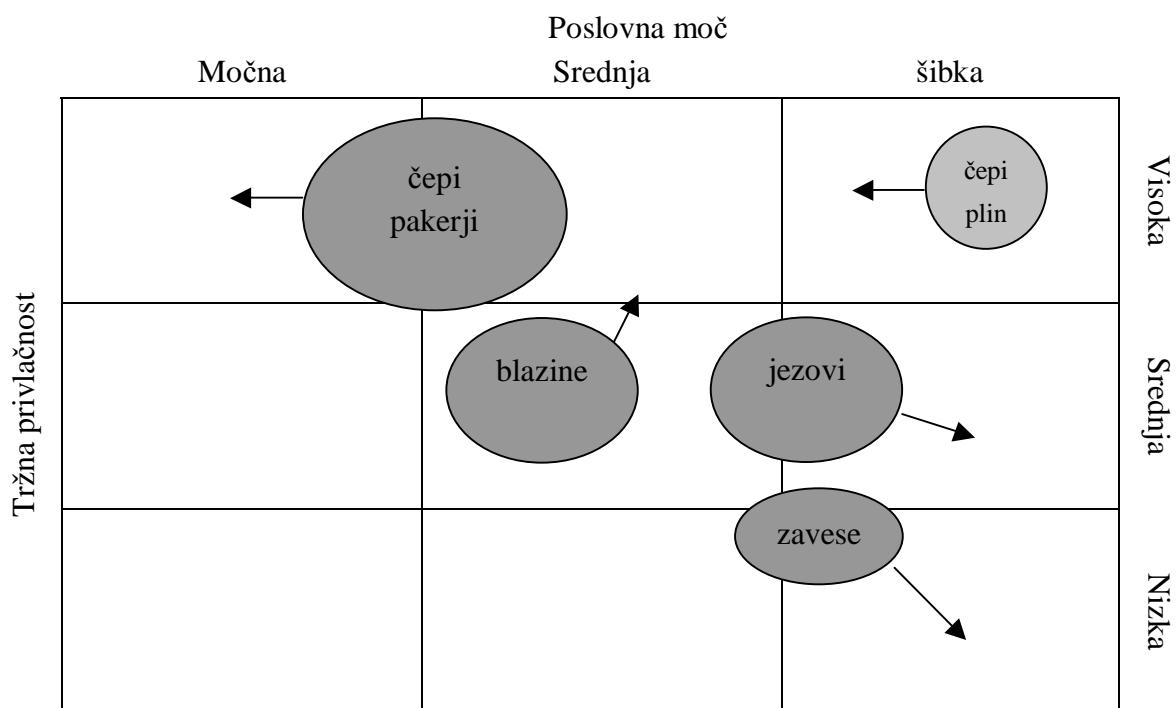 Poslovna moč
Močna
Srednja
šibka
čepi
pakerji
čepi
plin
Visoka
Tržna privlačnost
blazine
jezovi
Srednja
zavese
Nizka